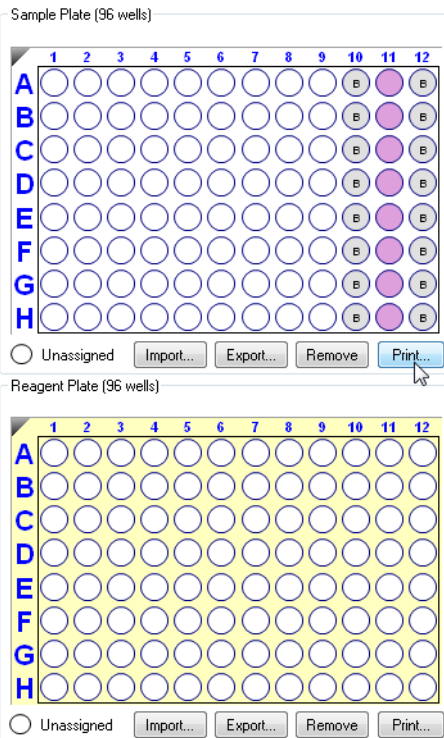 Sample Plate (96 wells)
1 2 3 4 5 6 7 8 9 10 11 12
A B B
B B B
C B B
D B B
E B B
F B B
G B B
H B B
Unassigned Import... Export... Remove Print...
Reagent Plate (96 wells)
1 2 3 4 5 6 7 8 9 10 11 12
A
B
C
D
E
F
G
H
Unassigned Import... Export... Remove Print...